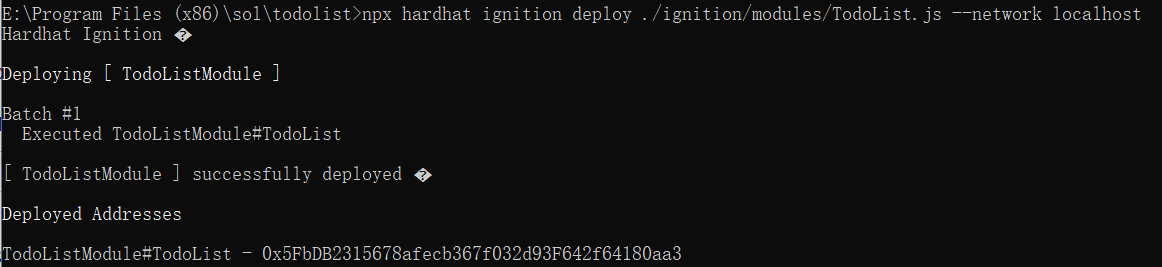 E:\Program Files (x86)\sol\todolist>npx hardhat ignition deploy ./ignition/modules/TodoList.js --network localhost
Hardhat Ignition �
Deploying [ TodoListModule ]
Batch #1
Executed TodoListModule#TodoList
[ TodoListModule ] successfully deployed �
Deployed Addresses
TodoListModule#TodoList - 0x5FbDB2315678afecb367f032d93F642f64180aa3